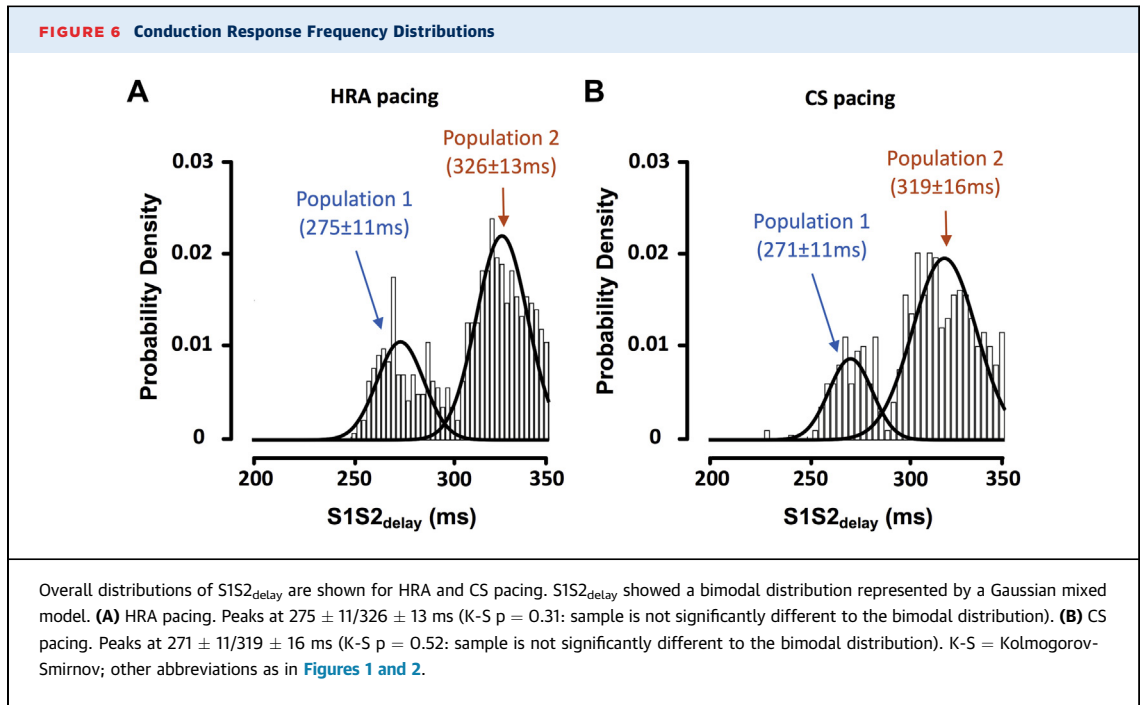 FIGURE 6 Conduction Response Frequency Distributions
A
HRA pacing
Population 2
(326±13ms)
Population 1
(275±11ms)
Probability Density
0.03
0.02
0.01
0
200 250 300 350
S1S2delay (ms)
B
CS pacing
Population 2
(319±16ms)
Population 1
(271±11ms)
Probability Density
0.03
0.02
0.01
0
200 250 300 350
S1S2delay (ms)
Overall distributions of S1S2delay are shown for HRA and CS pacing. S1S2delay showed a bimodal distribution represented by a Gaussian mixed
model. (A) HRA pacing. Peaks at 275 ± 11/326 ± 13 ms (K-S p = 0.31: sample is not significantly different to the bimodal distribution). (B) CS
pacing. Peaks at 271 ± 11/319 ± 16 ms (K-S p = 0.52: sample is not significantly different to the bimodal distribution). K-S = Kolmogorov-
Smirnov; other abbreviations as in Figures 1 and 2.